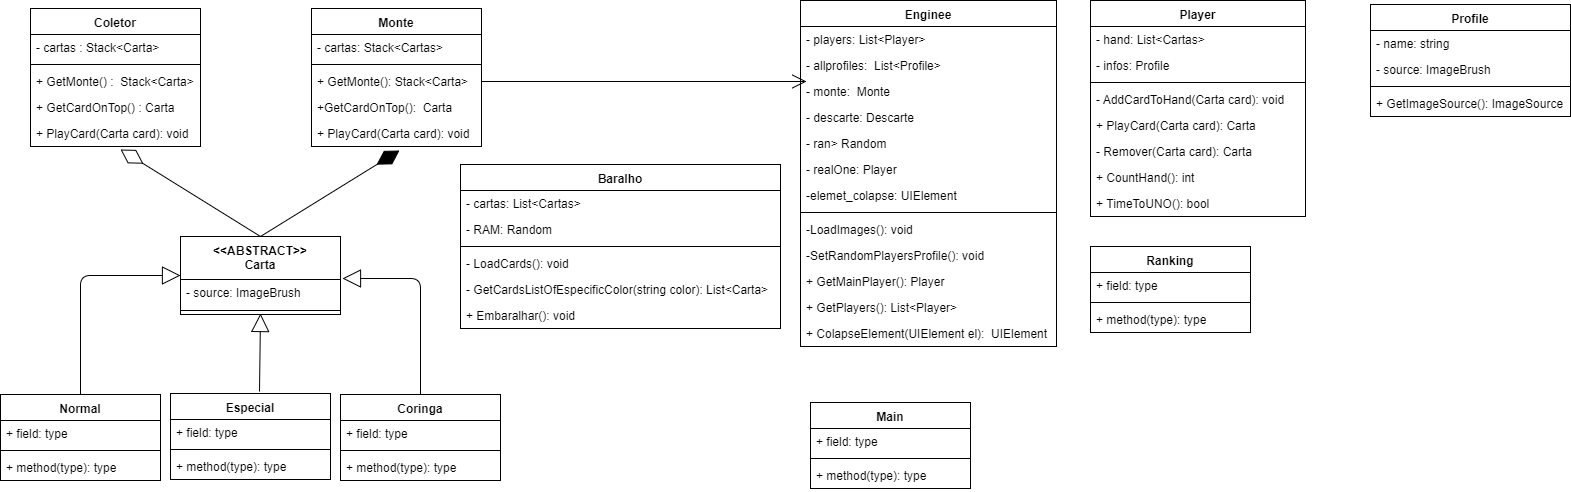 Coletor
- cartas : Stack<Carta>
+ GetMonte() :  Stack<Carta>
+ GetCardOnTop() : Carta
+ PlayCard(Carta card): void
Monte
- cartas: Stack<Cartas>
+ GetMonte(): Stack<Carta>
+GetCardOnTop():  Carta
+ PlayCard(Carta card): void
Enginee
- players: List<Player>
- allprofiles:  List<Profile>
- monte:  Monte
- descarte: Descarte
- ran> Random
- realOne: Player
-elemet_colapse: UIElement
-LoadImages(): void
-SetRandomPlayersProfile(): void
+ GetMainPlayer(): Player
+ GetPlayers(): List<Player>
+ ColapseElement(UIElement el):  UIElement
Player
- hand: List<Cartas>
- infos: Profile
- AddCardToHand(Carta card): void
+ PlayCard(Carta card): Carta
- Remover(Carta card): Carta
+ CountHand(): int
+ TimeToUNO(): bool
Profile
- name: string
- source: ImageBrush
+ GetImageSource(): ImageSource
Baralho
- cartas: List<Cartas>
- RAM: Random
- LoadCards(): void
- GetCardsListOfEspecificColor(string color): List<Carta>
+ Embaralhar(): void
<<ABSTRACT>>
Carta
- source: ImageBrush
Ranking
+ field: type
+ method(type): type
Normal
+ field: type
+ method(type): type
Especial
+ field: type
+ method(type): type
Coringa
+ field: type
+ method(type): type
Main
+ field: type
+ method(type): type